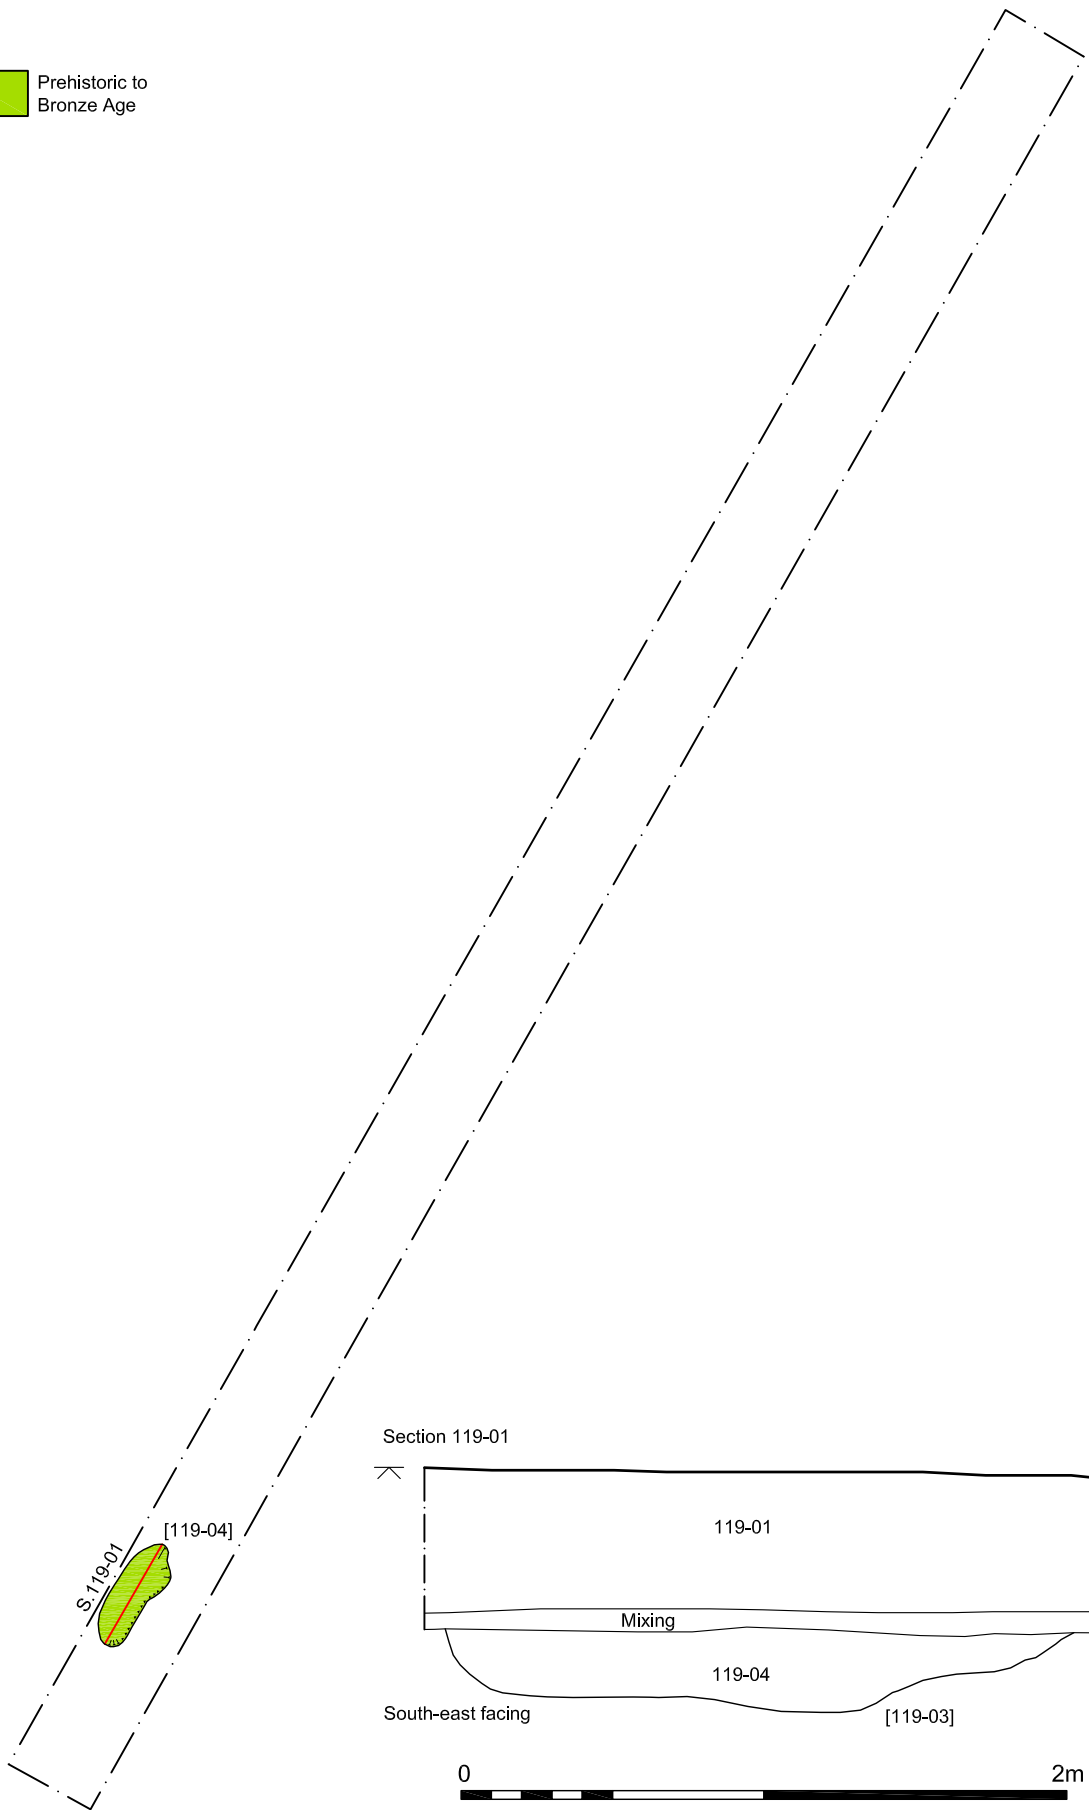 Prehistoric to
Bronze Age
Section 119-01
119-01
[119-04]
S.119-01
Mixing
119-04
South-east facing
[119-03]
0
2m